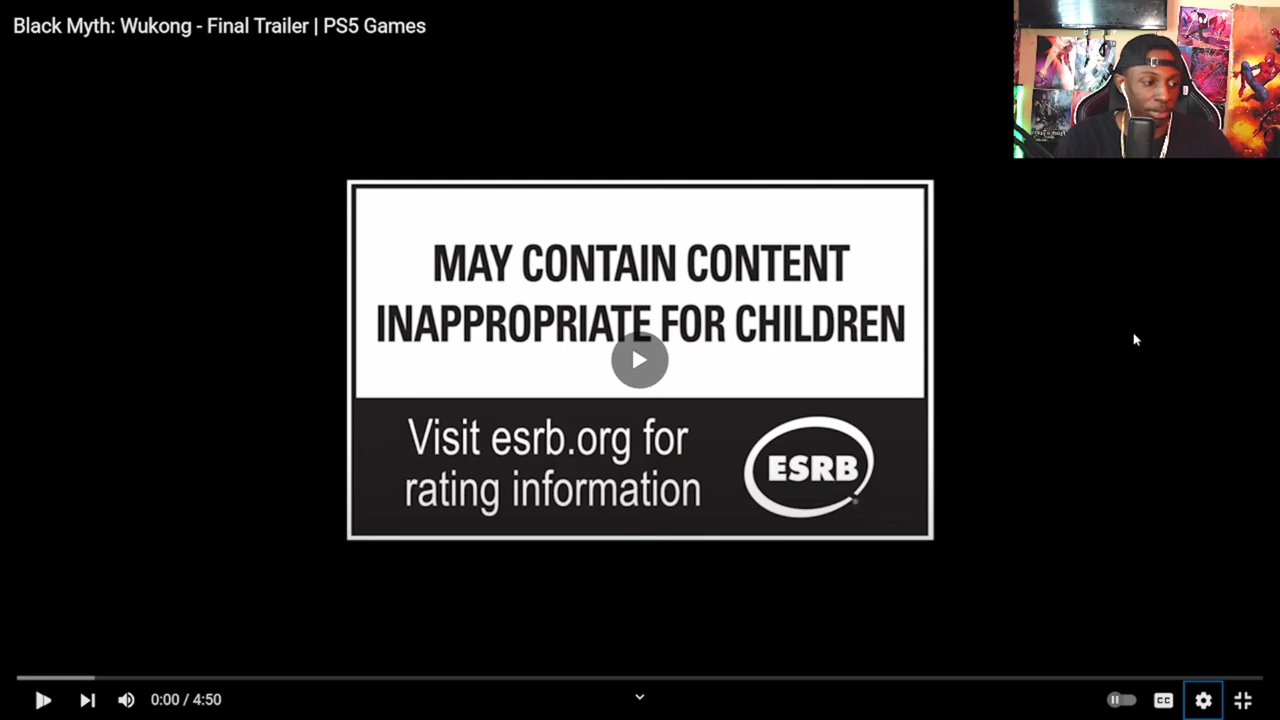 Black Myth: Wukong - Final Trailer | PS5 Games
MAY CONTAIN CONTENT
INAPPROPRIATE FOR CHILDREN
Visit esrb.org for
rating information
ESRB
0:00 / 4:50
CC